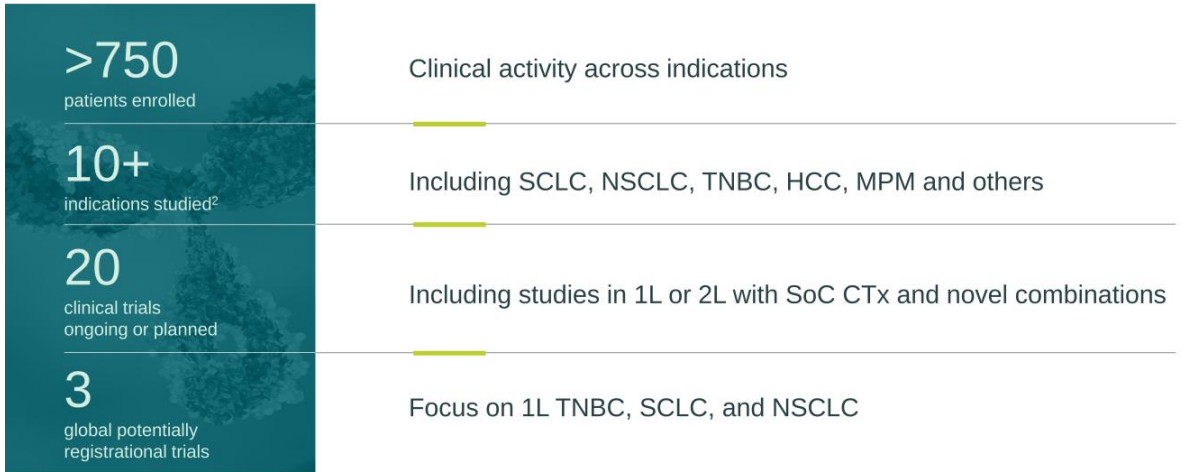 >750
patients enrolled
Clinical activity across indications
10+
indications studied²
Including SCLC, NSCLC, TNBC, HCC, MPM and others
20
clinical trials
ongoing or planned
Including studies in 1L or 2L with SoC CTx and novel combinations
3
global potentially
registrational trials
Focus on 1L TNBC, SCLC, and NSCLC